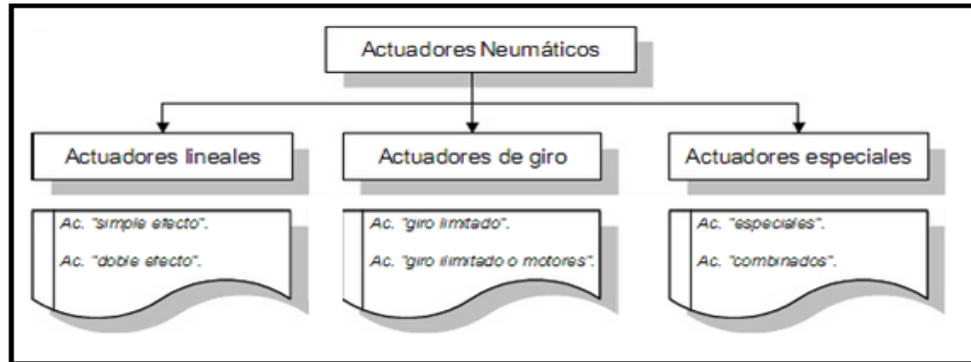 Actuadores Neumáticos
Actuadores lineales
Actuadores de giro
Actuadores especiales
Ac. "simple efecto".
Ac. "doble efecto".
Ac. "giro limitado".
Ac. "giro ilimitado o motores".
Ac. "especiales".
Ac. "combinados".